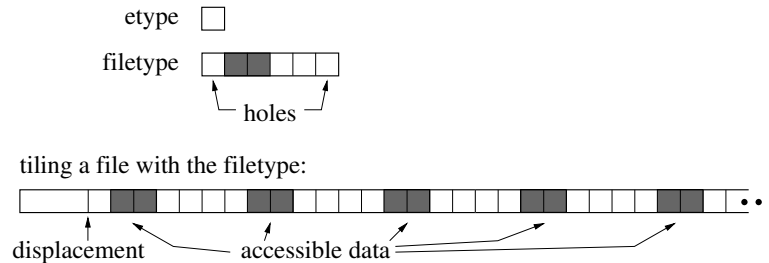 etype
filetype
holes
tiling a file with the filetype:
displacement
accessible data